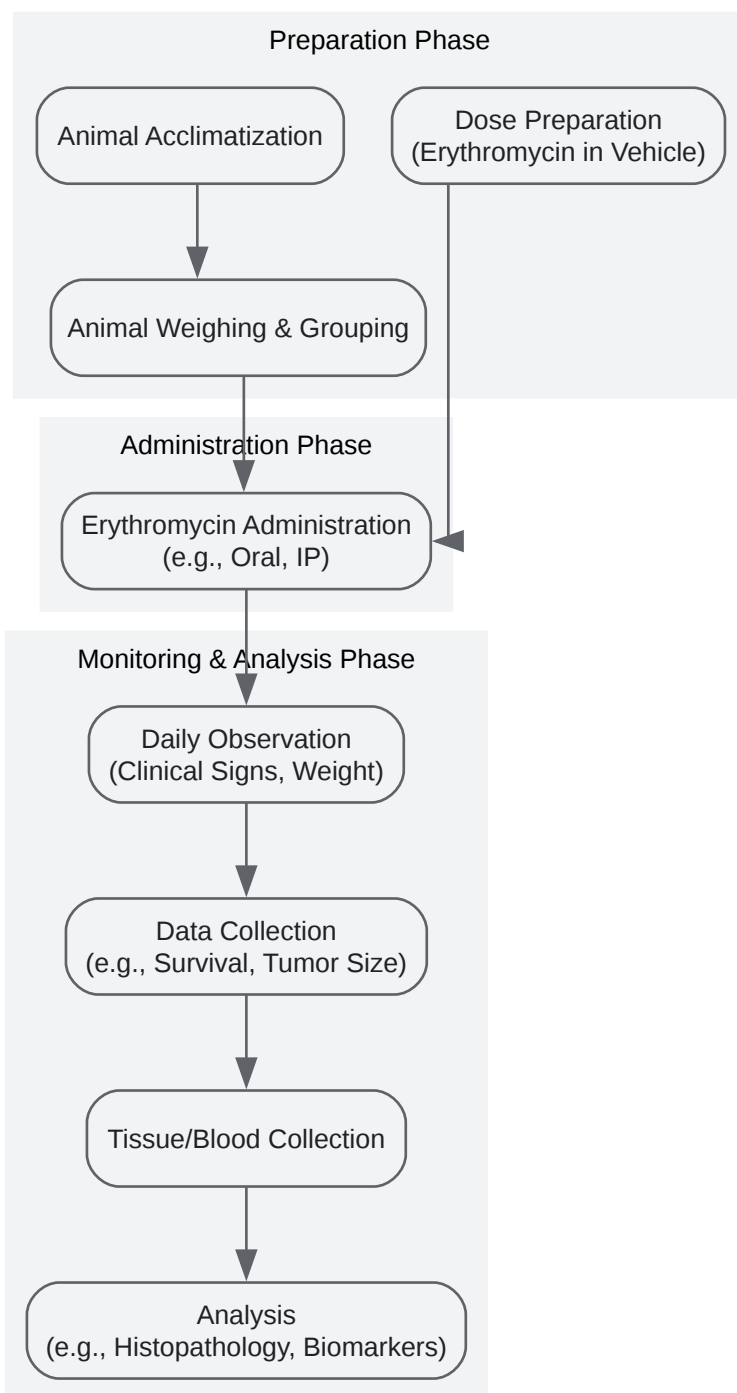 Preparation Phase
Animal Acclimatization
Dose Preparation
(Erythromycin in Vehicle)
Animal Weighing & Grouping
Administration Phase
Erythromycin Administration
(e.g., Oral, IP)
Monitoring & Analysis Phase
Daily Observation
(Clinical Signs, Weight)
Data Collection
(e.g., Survival, Tumor Size)
Tissue/Blood Collection
Analysis
(e.g., Histopathology, Biomarkers)